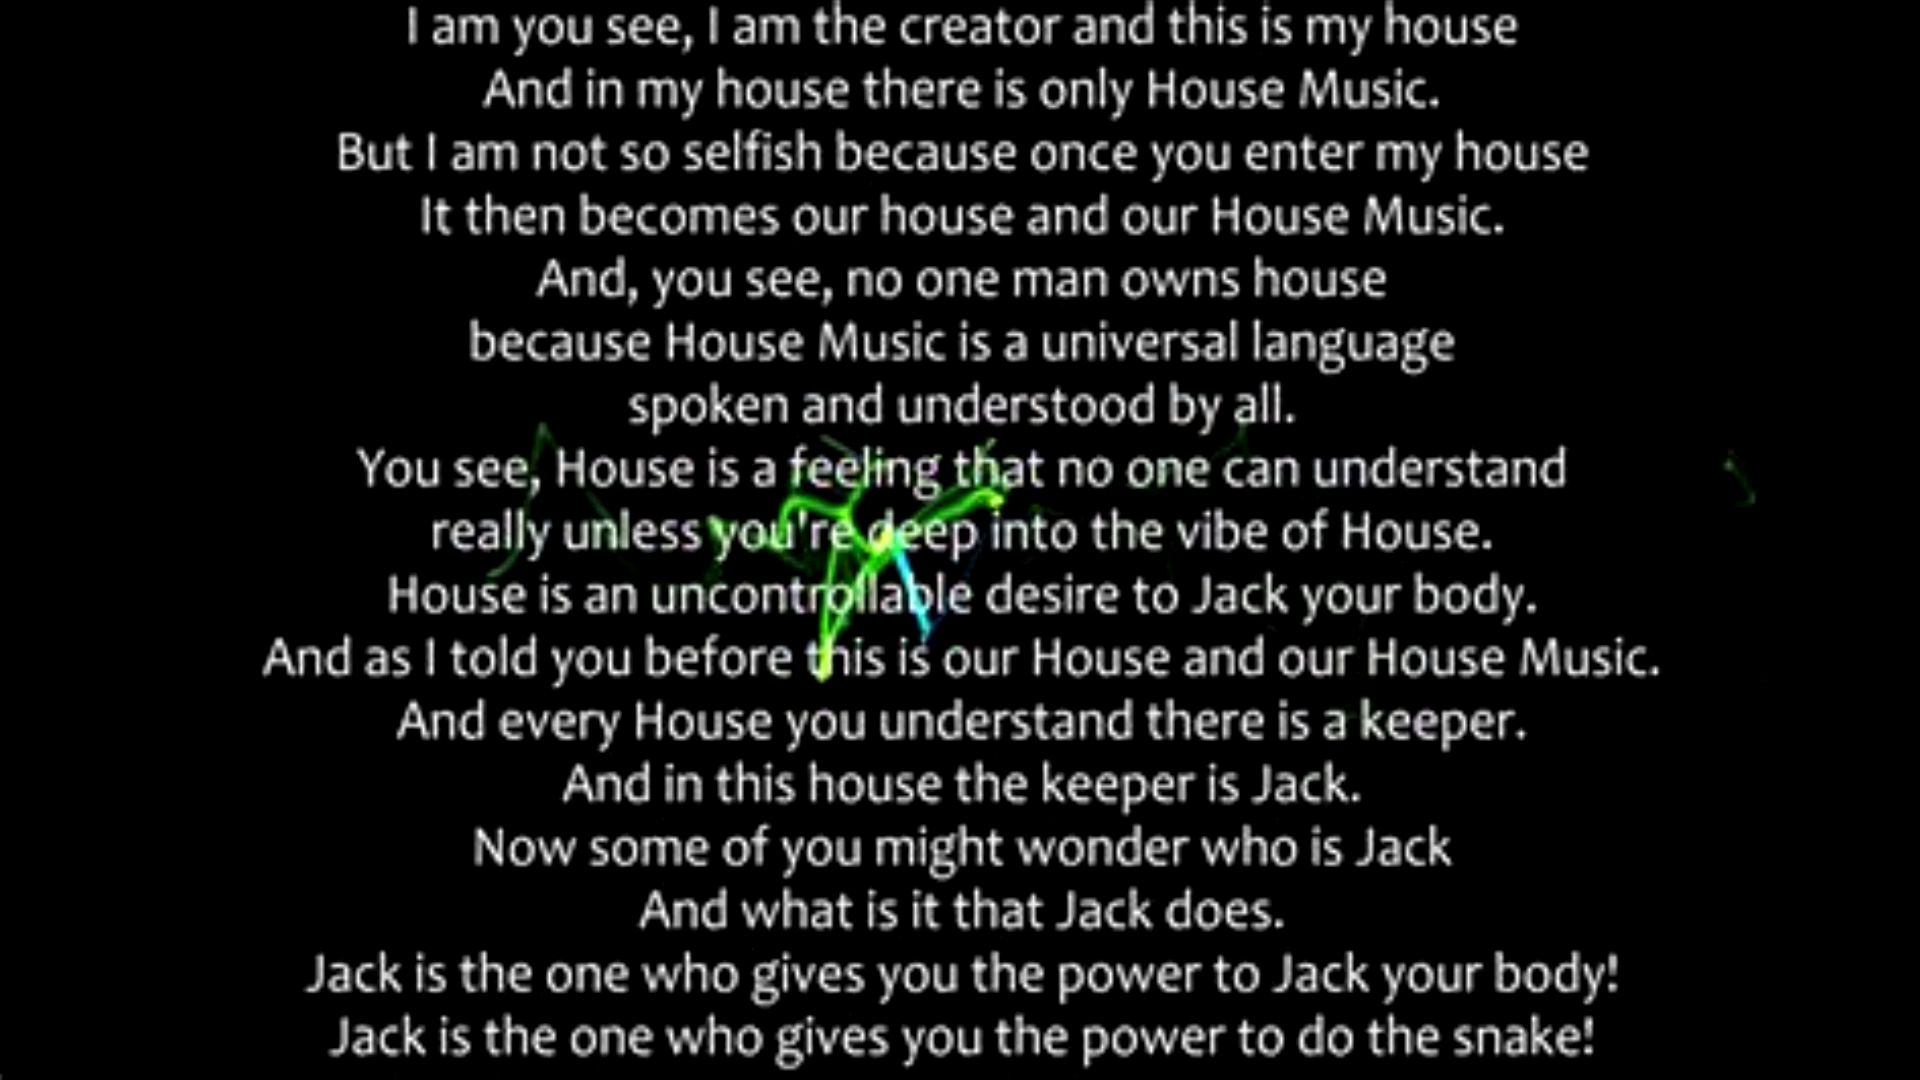 I am you see, I am the creator and this is my house
And in my house there is only House Music.
But I am not so selfish because once you enter my house
It then becomes our house and our House Music.
And, you see, no one man owns house
because House Music is a universal language
spoken and understood by all.
You see, House is a feeling that no one can understand
really unless you're deep into the vibe of House.
House is an uncontrollable desire to Jack your body.
And as I told you before this is our House and our House Music.
And every House you understand there is a keeper.
And in this house the keeper is Jack.
Now some of you might wonder who is Jack
And what is it that Jack does.
Jack is the one who gives you the power to Jack your body!
Jack is the one who gives you the power to do the snake!